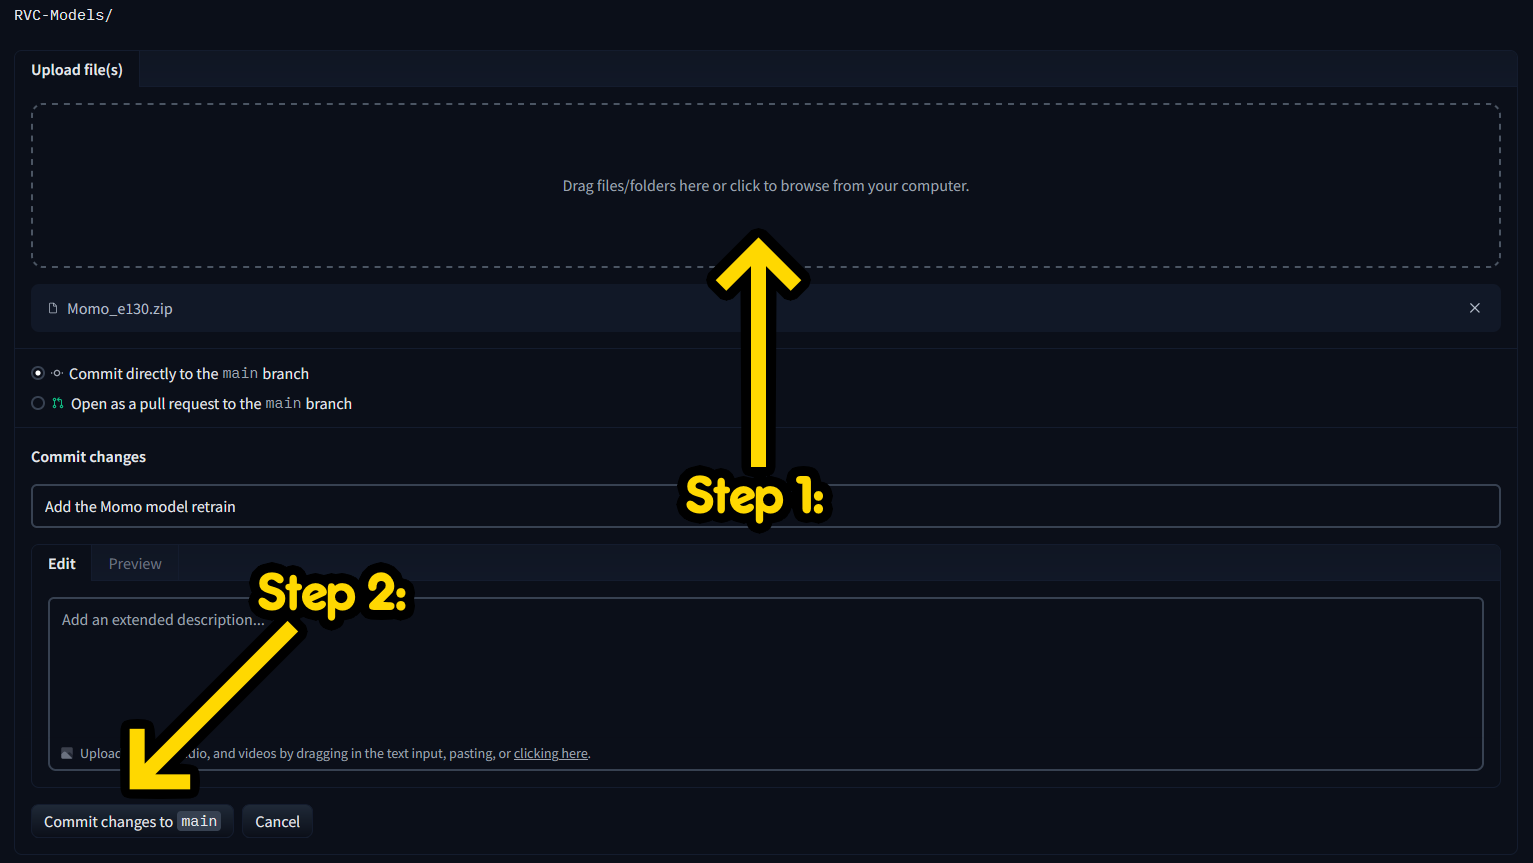 RVC-Models/
Upload file(s)
Drag files/folders here or click to browse from your computer.
Momo_e130.zip
Commit directly to the main branch
Open as a pull request to the main branch
Commit changes
Step 1:
Add the Momo model retrain
Edit Preview
Step 2:
Add an extended description...
and videos by dragging in the text input, pasting, or clicking here.
Commit changes to main Cancel